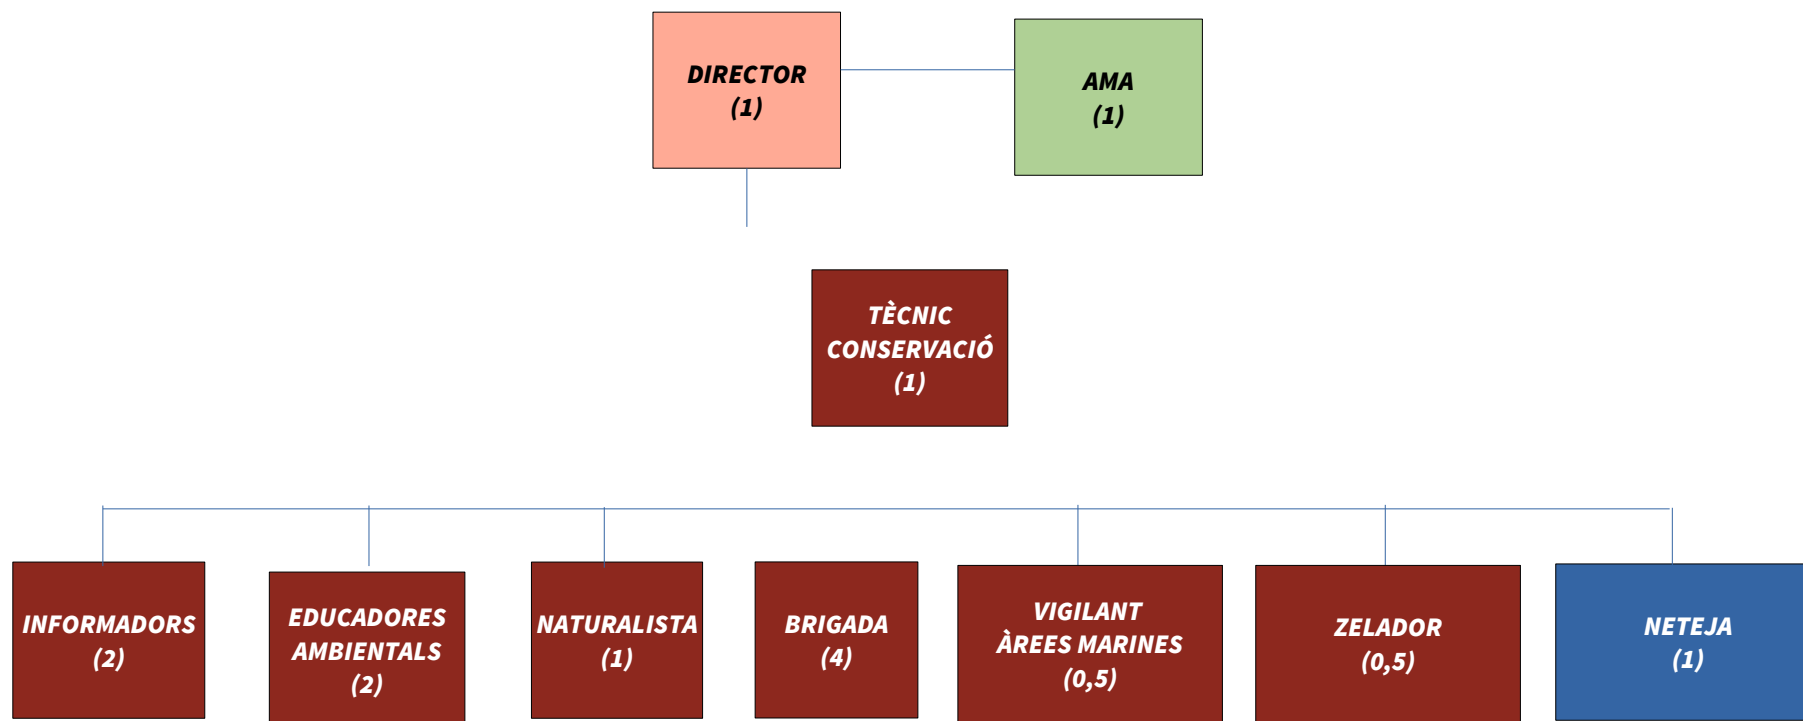 DIRECTOR
(1)
AMA
(1)
TÈCNIC
CONSERVACIÓ
(1)
INFORMADORS
(2)
EDUCADORES
AMBIENTALS
(2)
NATURALISTA
(1)
BRIGADA
(4)
VIGILANT
ÀREES MARINES
(0,5)
ZELADOR
(0,5)
NETEJA
(1)